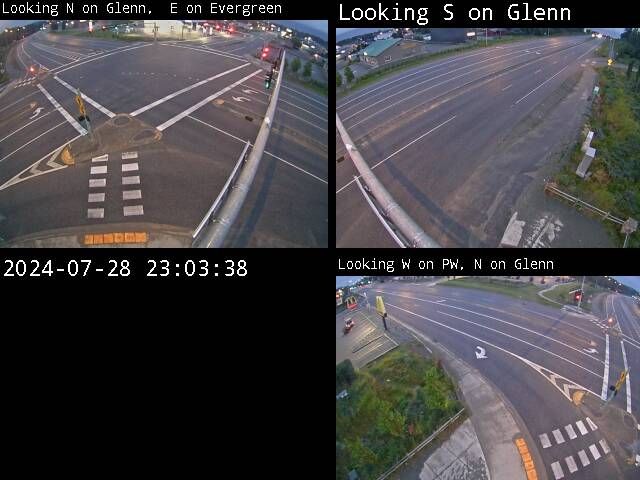 Looking N on Glenn, E on Evergreen
Looking S on Glenn
2024-07-28 23:03:38
Looking W on PW, N on Glenn